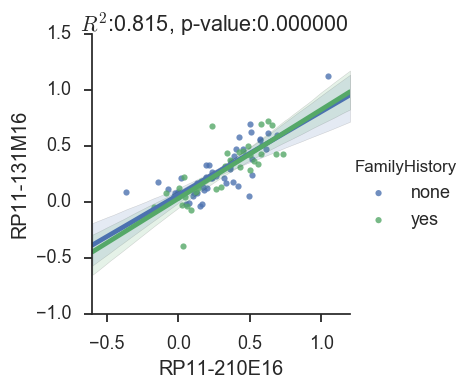 R²:0.815, p-value:0.000000
1.5
1.0
0.5
0.0
−0.5
−1.0
RP11-131M16
−0.5 0.0 0.5 1.0
RP11-210E16
FamilyHistory
none
yes